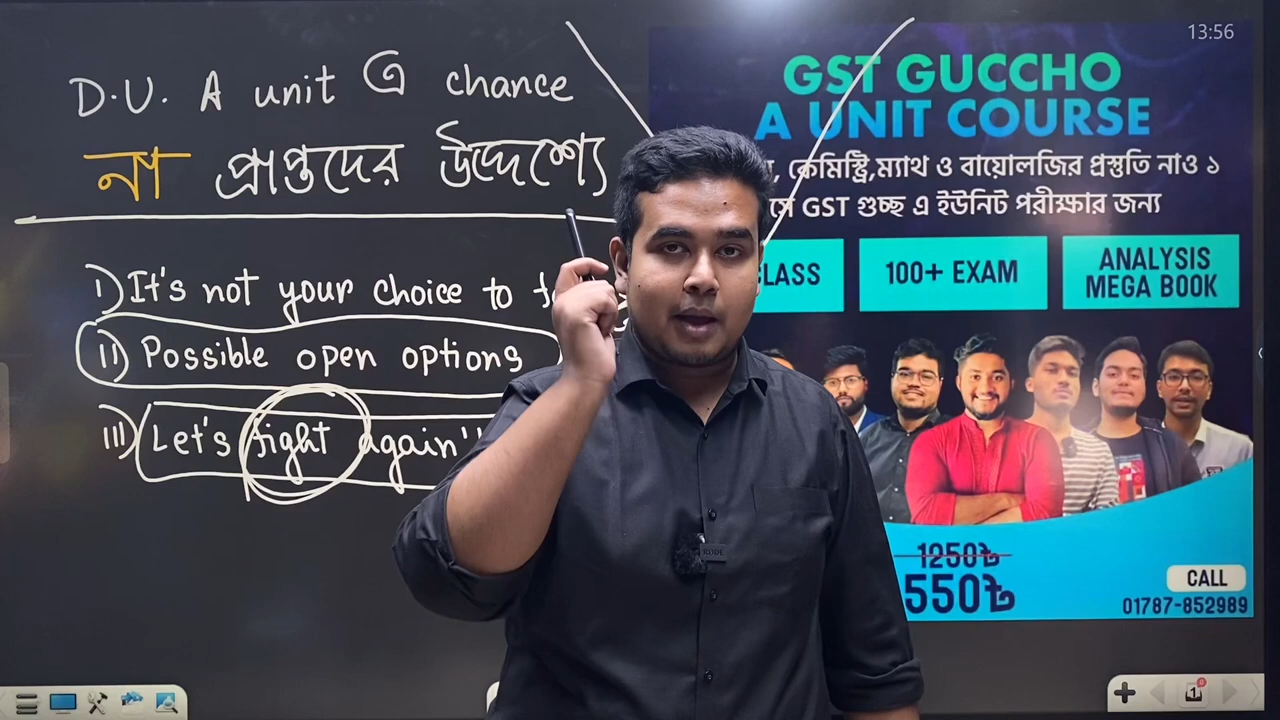 D.U. A unit এ chance
না প্রাপ্তদের উদ্দেশ্যে
i) It's not your choice to
ii) Possible open options
iii) Let's fight again"
13:56
GST GUCCHO
A UNIT COURSE
কেমিস্ট্রি,ম্যাথ ও বায়োলজির প্রস্তুতি নাও ১
GST গুচ্ছ এ ইউনিট পরীক্ষার জন্য
CLASS
100+ EXAM
ANALYSIS
MEGA BOOK
1250৳
550৳
CALL
01787-852989
RODE
1